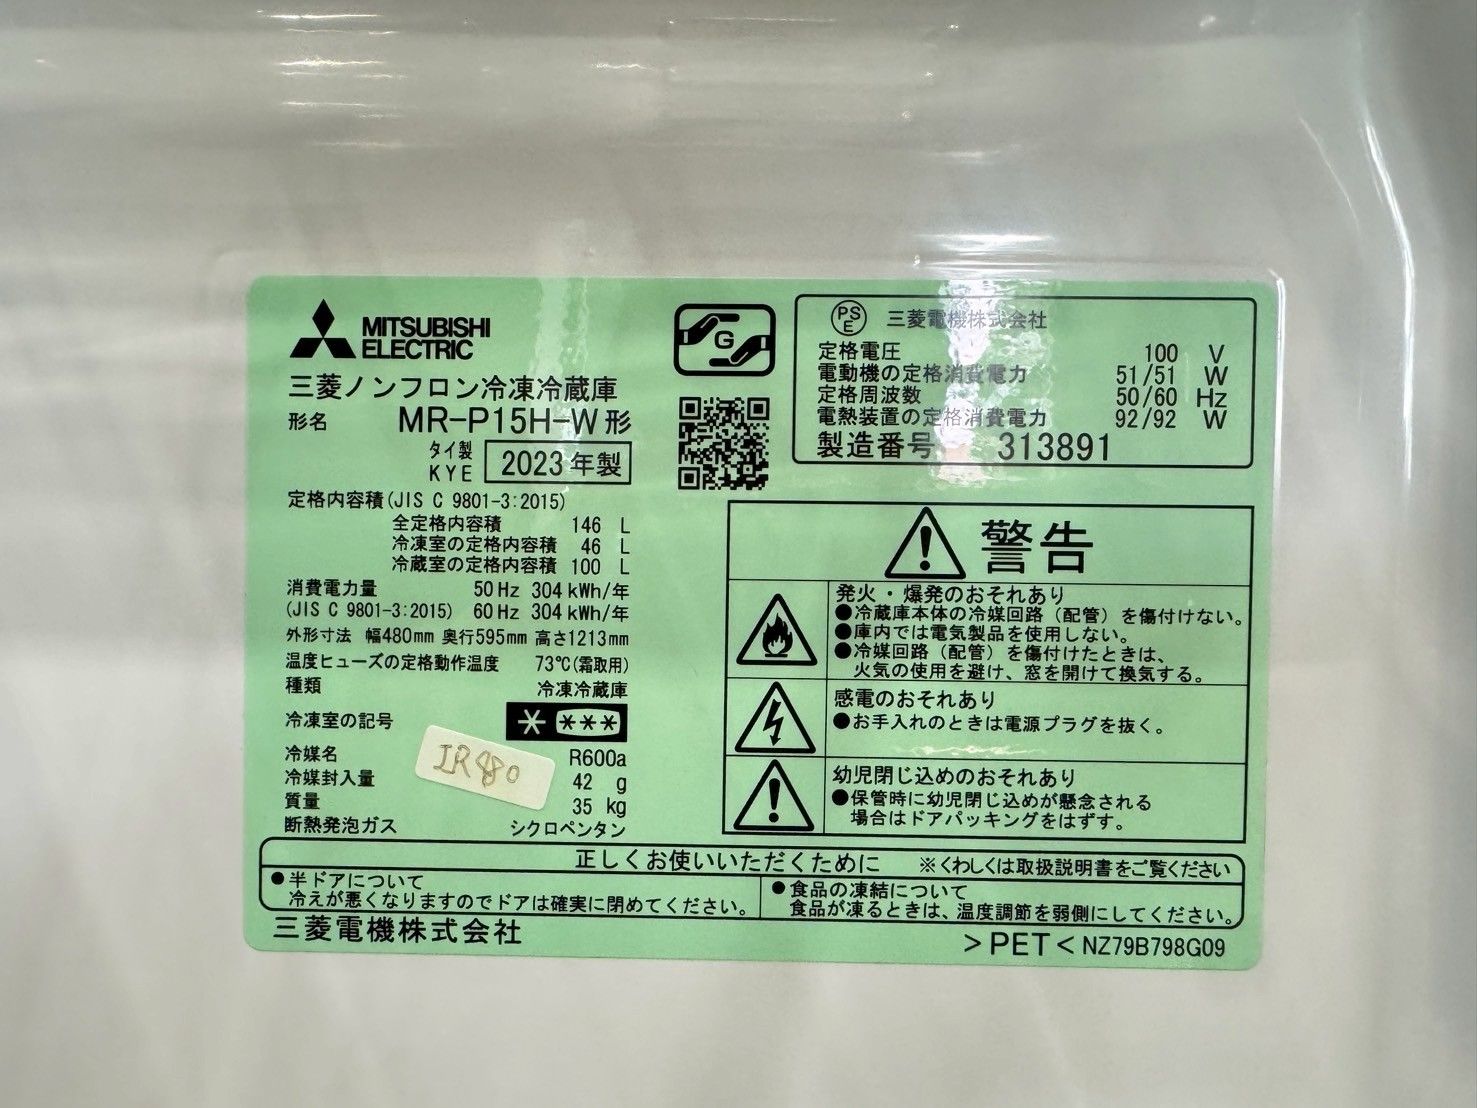 MITSUBISHI
ELECTRIC
三菱ノンフロン冷凍冷蔵庫
形名 MR-P15H-W形
タイ製
KYE 2023年製
定格内容積(JIS C 9801-3:2015)
全定格内容積 146 L
冷凍室の定格内容積 46 L
冷蔵室の定格内容積 100 L
消費電力量 50Hz 304kWh/年
(JIS C 9801-3:2015) 60Hz 304kWh/年
外形寸法 幅480mm 奥行595mm 高さ1213mm
温度ヒューズの定格動作温度 73℃(霜取用)
種類 冷凍冷蔵庫
冷凍室の記号 * ***
冷媒名 R600a
冷媒封入量 42 g
質量 35 kg
断熱発泡ガス シクロペンタン
IR880
G
PSE 三菱電機株式会社
定格電圧 100 V
電動機の定格消費電力 51/51 W
定格周波数 50/60 Hz
電熱装置の定格消費電力 92/92 W
製造番号 313891
警告
発火・爆発のおそれあり
●冷蔵庫本体の冷媒回路(配管)を傷付けない。
●庫内では電気製品を使用しない。
●冷媒回路(配管)を傷付けたときは、
火気の使用を避け、窓を開けて換気する。
感電のおそれあり
●お手入れのときは電源プラグを抜く。
幼児閉じ込めのおそれあり
●保管時に幼児閉じ込めが懸念される
場合はドアパッキングをはずす。
正しくお使いいただくために ※くわしくは取扱説明書をご覧ください
●半ドアについて
冷えが悪くなりますのでドアは確実に閉めてください。
●食品の凍結について
食品が凍るときは、温度調節を弱側にしてください。
三菱電機株式会社
>PET< NZ79B798G09